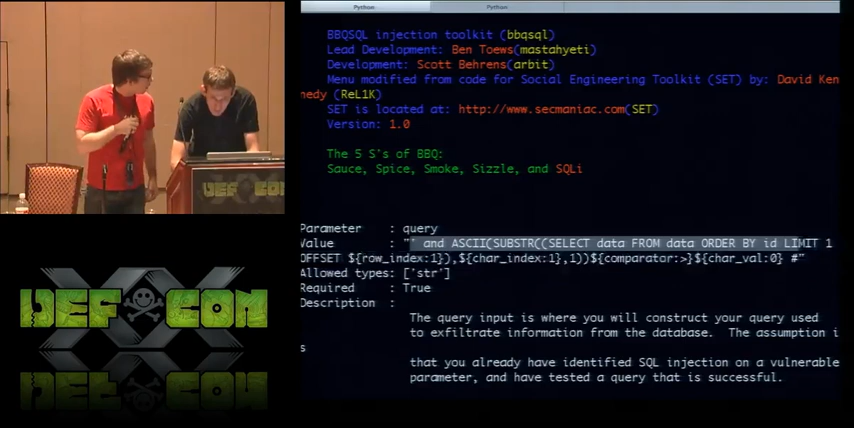 Python
Python
BBQSQL injection toolkit (bbqsql)
Lead Development: Ben Toews(mastahyeti)
Development: Scott Behrens(arbit)
Menu modified from code for Social Engineering Toolkit (SET) by: David Ken
nedy (ReL1K)
SET is located at: http://www.secmaniac.com(SET)
Version: 1.0
The 5 S's of BBQ:
Sauce, Spice, Smoke, Sizzle, and SQLi
Parameter : query
Value : "' and ASCII(SUBSTR((SELECT data FROM data ORDER BY id LIMIT 1
OFFSET ${row_index:1}),${char_index:1},1))${comparator:>}${char_val:0} #"
Allowed types: ['str']
Required : True
Description :
The query input is where you will construct your query used
to exfiltrate information from the database. The assumption i
s
that you already have identified SQL injection on a vulnerable
parameter, and have tested a query that is successful.
DEF CON
DEF CON
XX